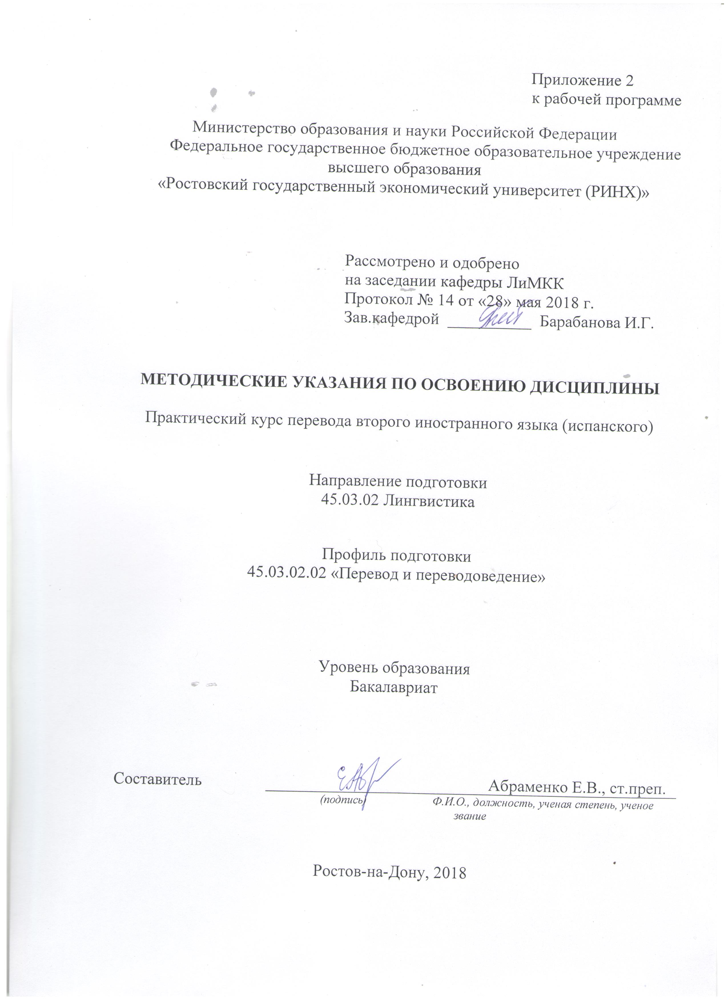 Приложение 2
к рабочей программе
Министерство образования и науки Российской Федерации
Федеральное государственное бюджетное образовательное учреждение
высшего образования
«Ростовский государственный экономический университет (РИНХ)»
Рассмотрено и одобрено
на заседании кафедры ЛиМКК
Протокол № 14 от «28» мая 2018 г.
Зав.кафедрой __________ Барабанова И.Г.
МЕТОДИЧЕСКИЕ УКАЗАНИЯ ПО ОСВОЕНИЮ ДИСЦИПЛИНЫ
Практический курс перевода второго иностранного языка (испанского)
Направление подготовки
45.03.02 Лингвистика
Профиль подготовки
45.03.02.02 «Перевод и переводоведение»
Уровень образования
Бакалавриат
Составитель Абраменко Е.В., ст.преп.
(подпись) Ф.И.О., должность, ученая степень, ученое
звание
Ростов-на-Дону, 2018